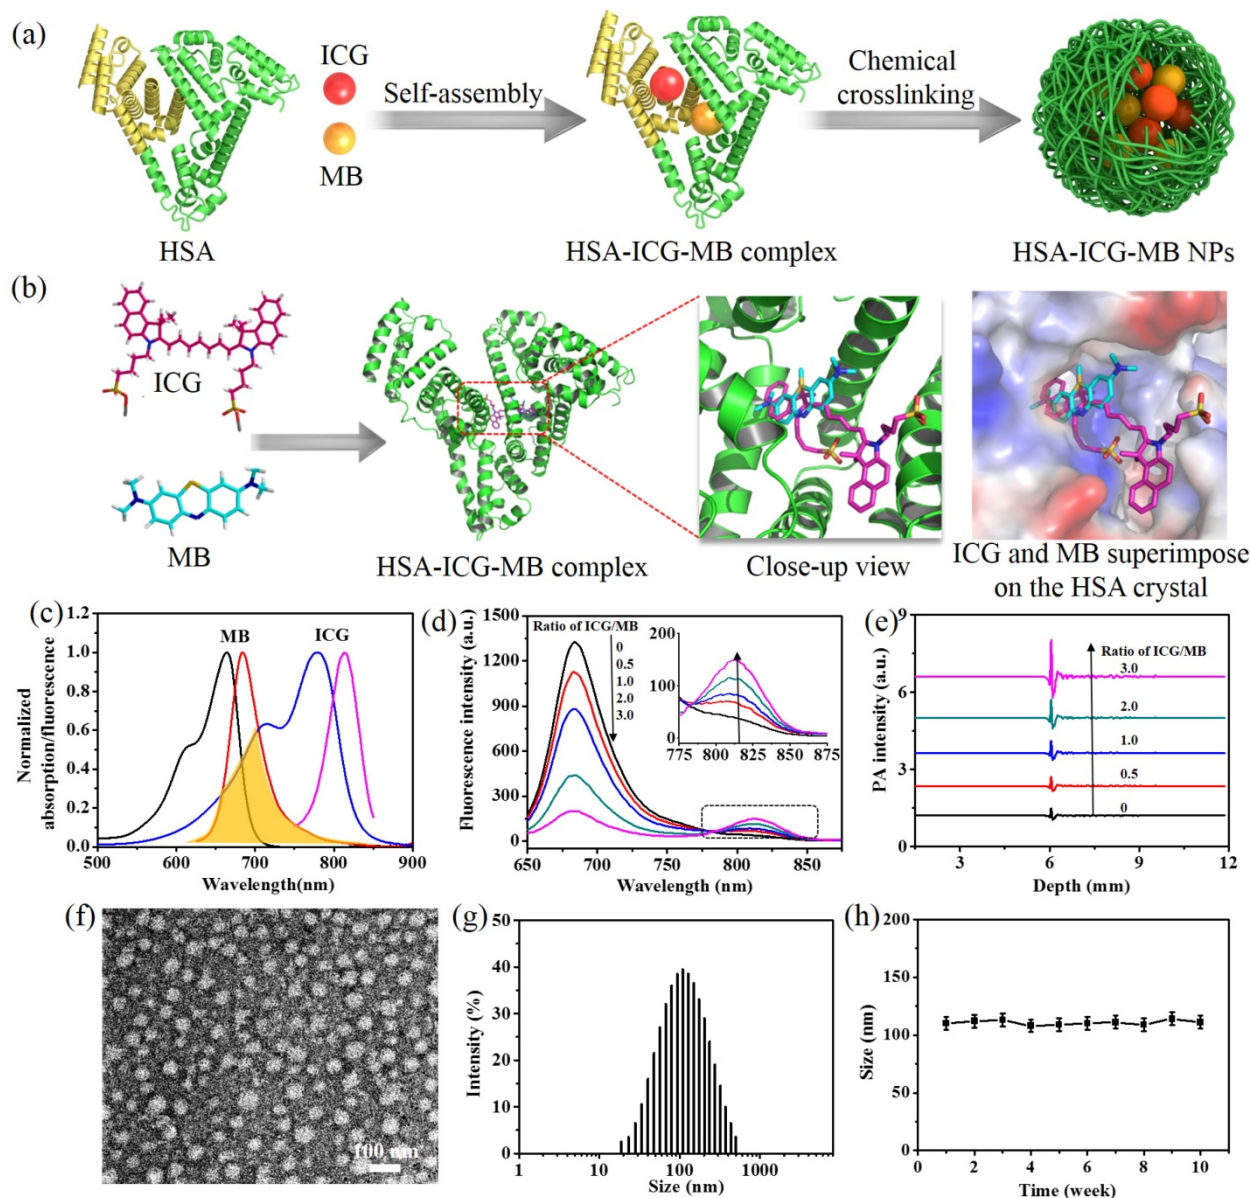 (a)
ICG
MB
HSA
Self-assembly
HSA-ICG-MB complex
Chemical
crosslinking
HSA-ICG-MB NPs
(b)
ICG
MB
HSA-ICG-MB complex
Close-up view
ICG and MB superimpose
on the HSA crystal
(c)
Normalized
absorption/fluorescence
1.2
1.0
0.8
0.6
0.4
0.2
0.0
MB
ICG
500
600
700
800
900
Wavelength(nm)
(d)
Fluorescence intensity (a.u.)
1500
1200
900
600
300
0
Ratio of ICG/MB
0
0.5
1.0
2.0
3.0
200
100
0
775
800
825
850
875
650
700
750
800
850
Wavelength (nm)
(e)
PA intensity (a.u.)
9
6
3
0
Ratio of ICG/MB
3.0
2.0
1.0
0.5
0
3
6
9
12
Depth (mm)
(f)
100 nm
(g)
Intensity (%)
50
40
30
20
10
0
1
10
100
1000
Size (nm)
(h)
Size (nm)
200
150
100
50
0
0
2
4
6
8
10
Time (week)